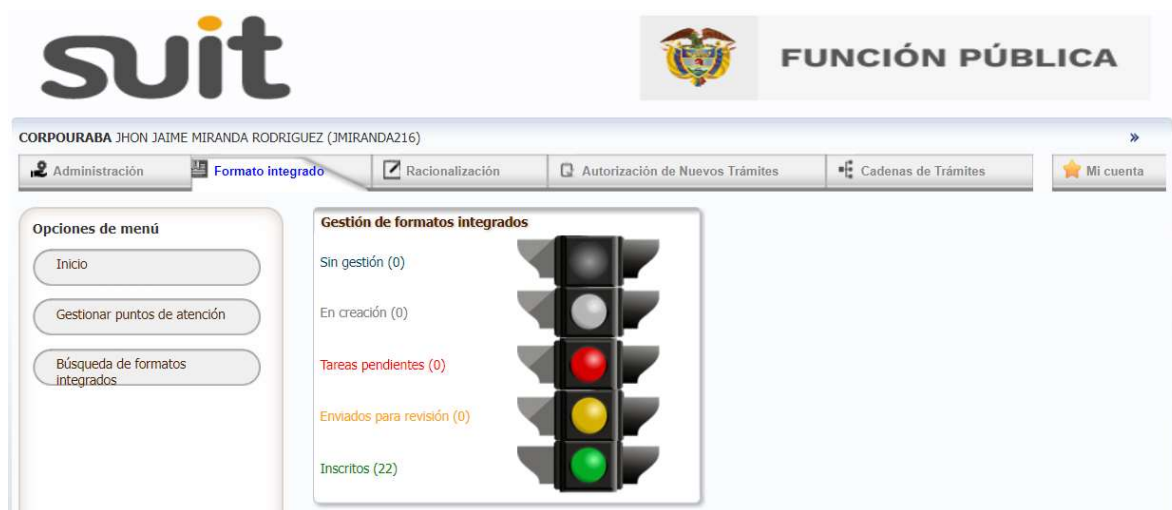 suit
FUNCIÓN PÚBLICA
CORPOURABA JHON JAIME MIRANDA RODRIGUEZ (JMIRANDA216)
»
Administración
Formato integrado
Racionalización
Autorización de Nuevos Trámites
Cadenas de Trámites
Mi cuenta
Opciones de menú
Inicio
Gestionar puntos de atención
Búsqueda de formatos
integrados
Gestión de formatos integrados
Sin gestión (0)
En creación (0)
Tareas pendientes (0)
Enviados para revisión (0)
Inscritos (22)